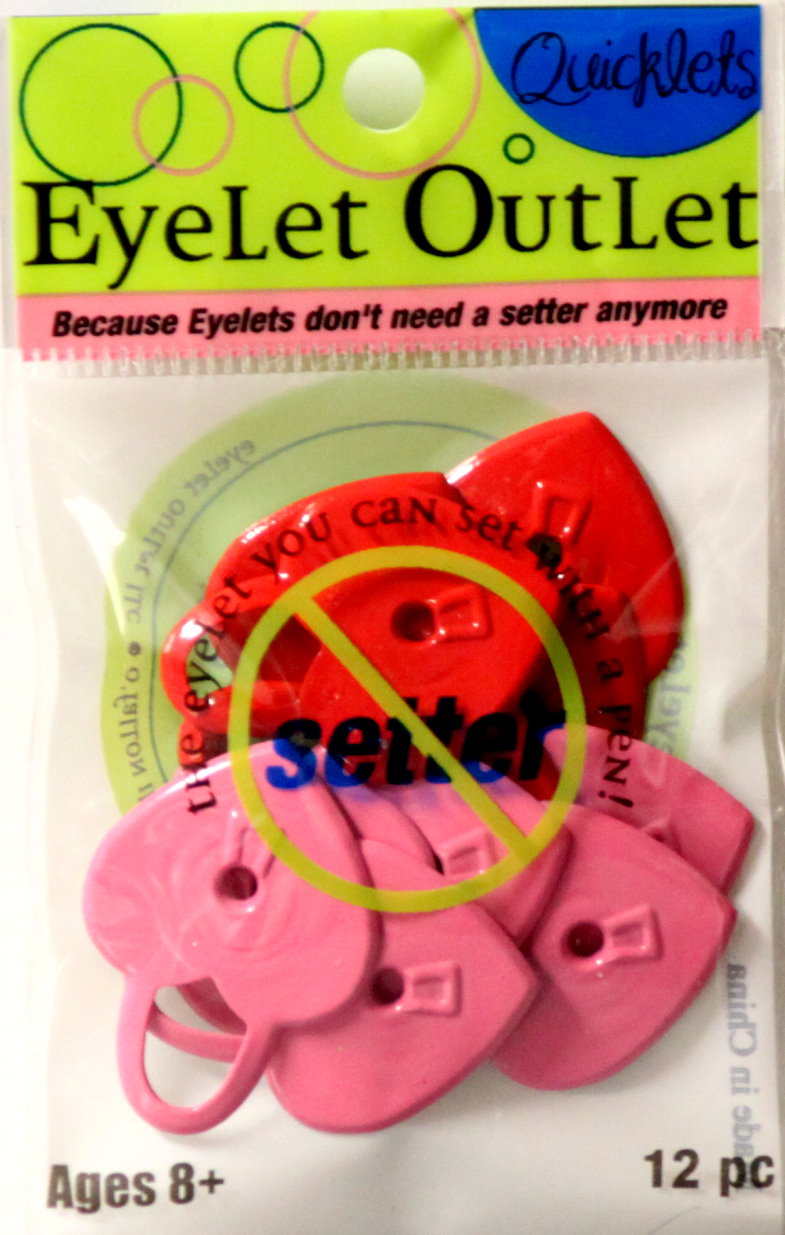 Quicklets
EyeLet OutLet
Because Eyelets don't need a setter anymore
eyelet outlet llc • o'fallon
the eyelet you can set with a pen!
setter
Made in China
Ages 8+
12 pc